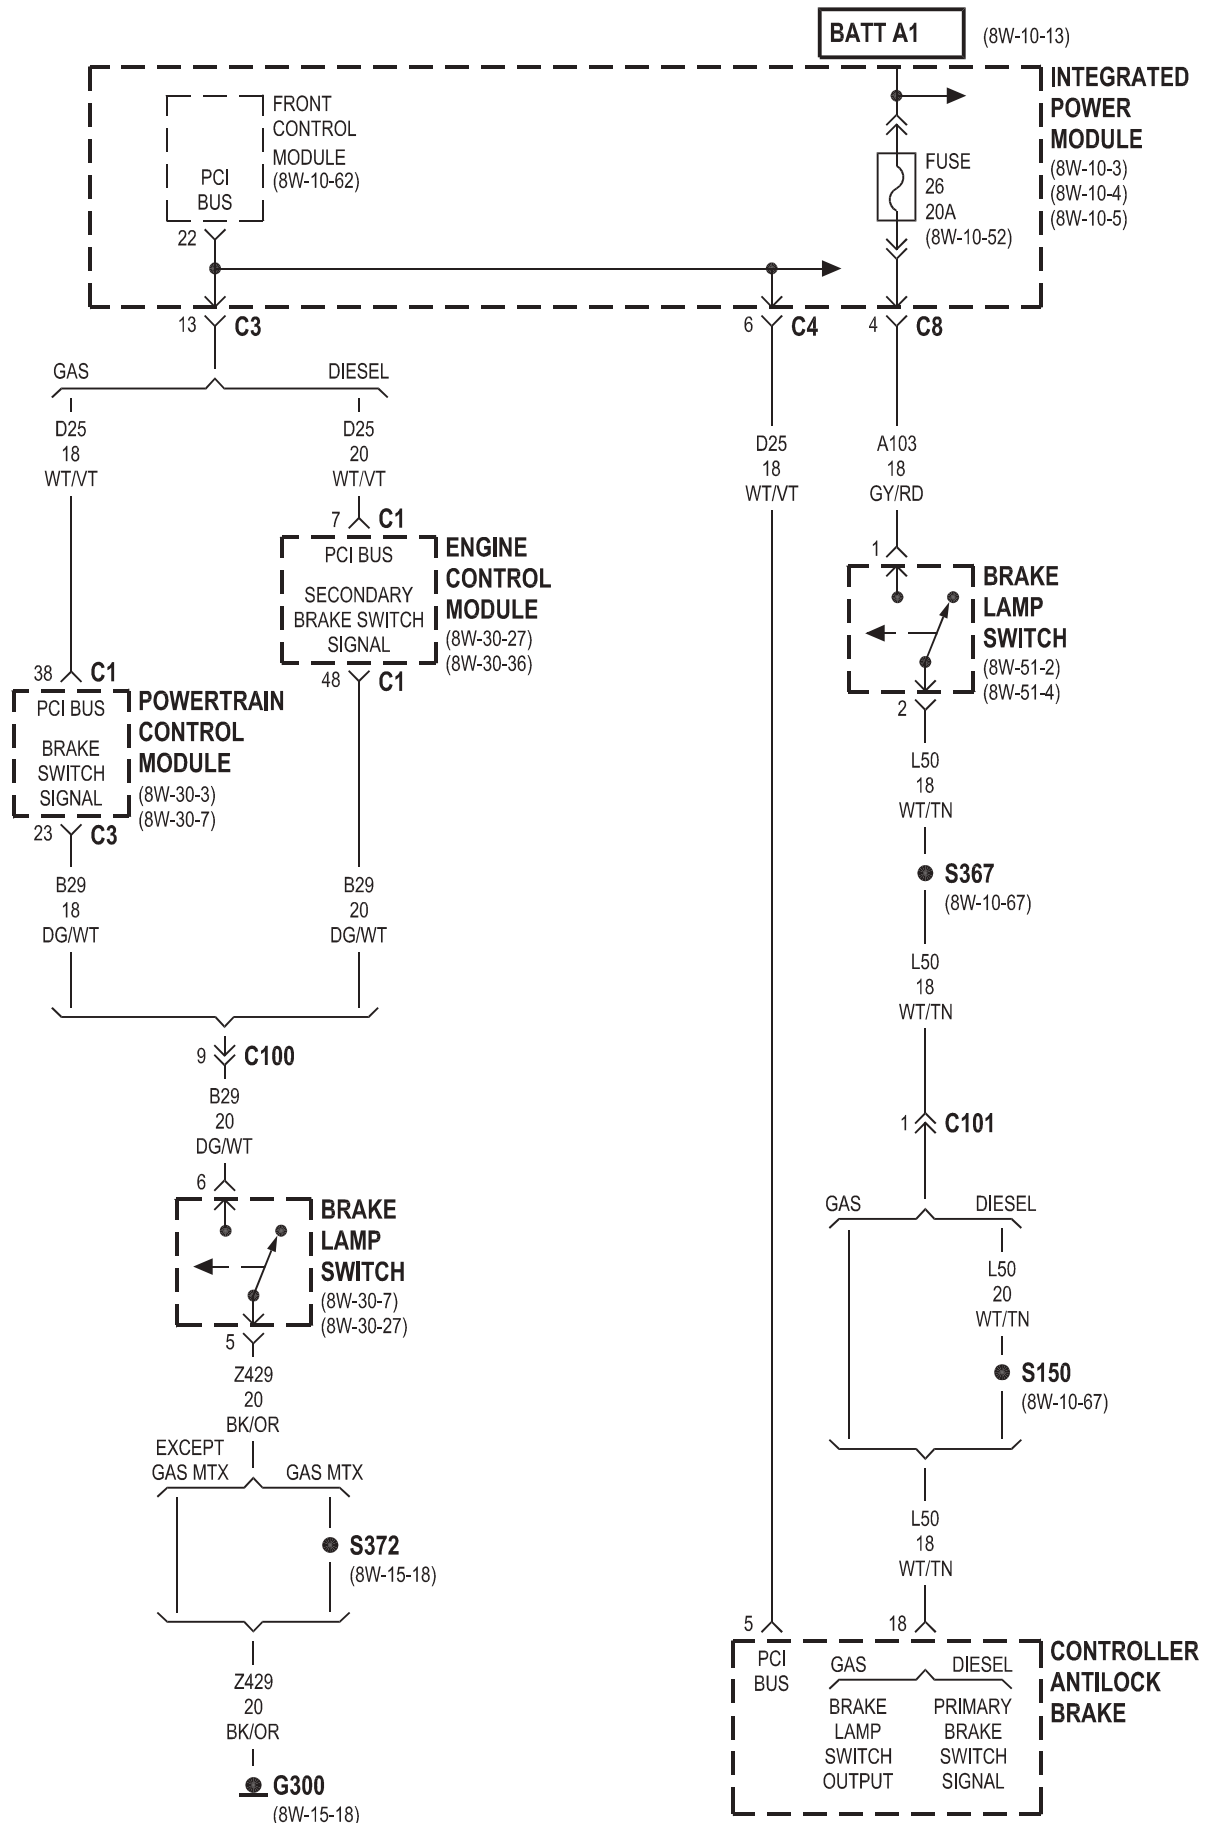 BATT A1
(8W-10-13)
INTEGRATED
POWER
MODULE
(8W-10-3)
(8W-10-4)
(8W-10-5)
FRONT
CONTROL
MODULE
(8W-10-62)
PCI
BUS
22
FUSE
26
20A
(8W-10-52)
13
C3
6
C4
4
C8
GAS
DIESEL
D25
18
WT/VT
D25
20
WT/VT
D25
18
WT/VT
A103
18
GY/RD
7
C1
PCI BUS
SECONDARY
BRAKE SWITCH
SIGNAL
ENGINE
CONTROL
MODULE
(8W-30-27)
(8W-30-36)
48
C1
1
BRAKE
LAMP
SWITCH
(8W-51-2)
(8W-51-4)
2
38
C1
PCI BUS
BRAKE
SWITCH
SIGNAL
POWERTRAIN
CONTROL
MODULE
(8W-30-3)
(8W-30-7)
23
C3
L50
18
WT/TN
S367
(8W-10-67)
B29
18
DG/WT
B29
20
DG/WT
L50
18
WT/TN
9
C100
B29
20
DG/WT
1
C101
6
BRAKE
LAMP
SWITCH
(8W-30-7)
(8W-30-27)
5
GAS
DIESEL
L50
20
WT/TN
S150
(8W-10-67)
Z429
20
BK/OR
EXCEPT
GAS MTX
GAS MTX
S372
(8W-15-18)
L50
18
WT/TN
Z429
20
BK/OR
G300
(8W-15-18)
5
18
PCI
BUS
GAS
DIESEL
BRAKE
LAMP
SWITCH
OUTPUT
PRIMARY
BRAKE
SWITCH
SIGNAL
CONTROLLER
ANTILOCK
BRAKE